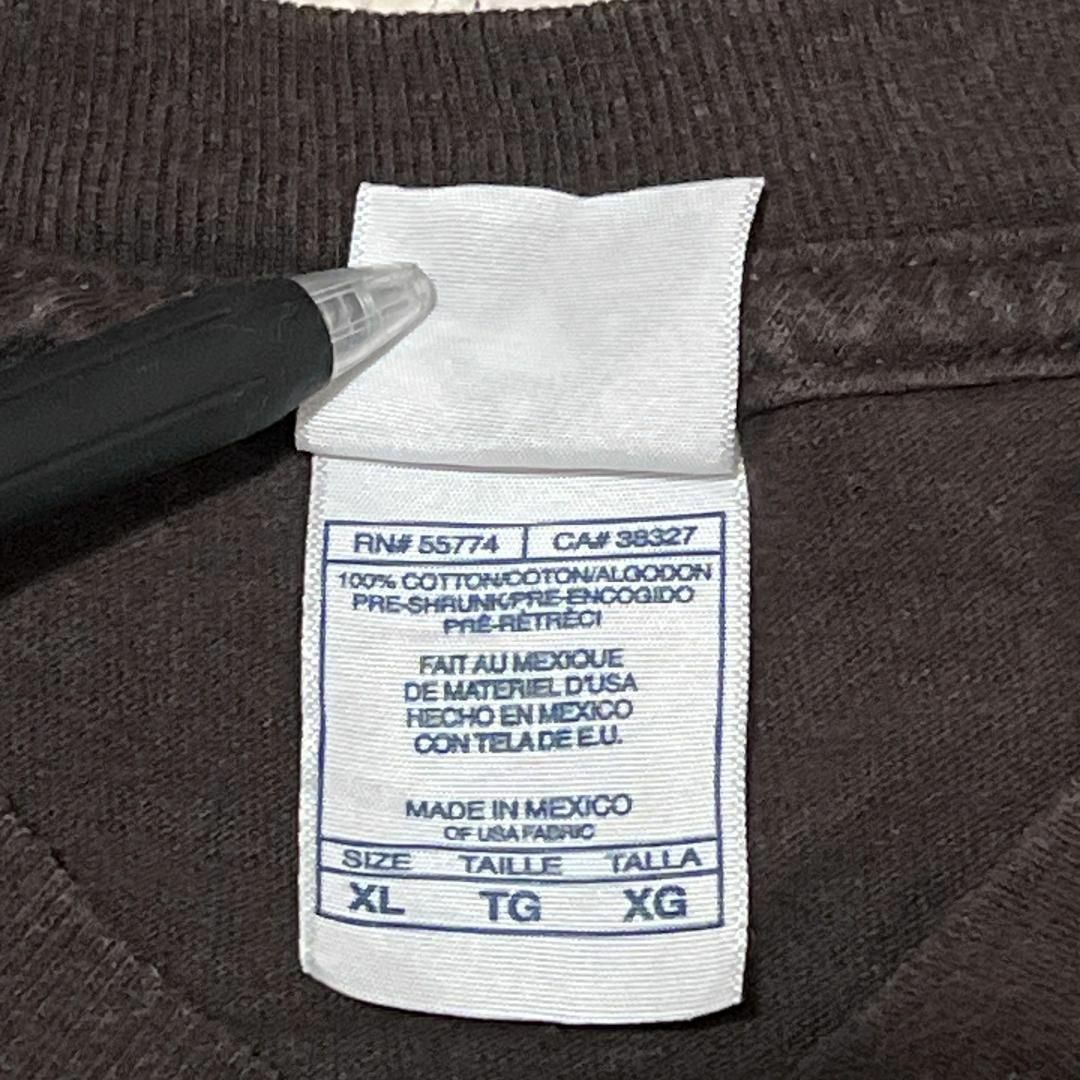 RN# 55774 CA# 38327
100% COTTON/COTON/ALGODON
PRE-SHRUNK/PRE-ENCOGIDO
PRÉ-RÉTRÉCI
FAIT AU MEXIQUE
DE MATERIEL D'USA
HECHO EN MEXICO
CON TELA DE E.U.
MADE IN MEXICO
OF USA FABRIC
SIZE TAILLE TALLA
XL TG XG